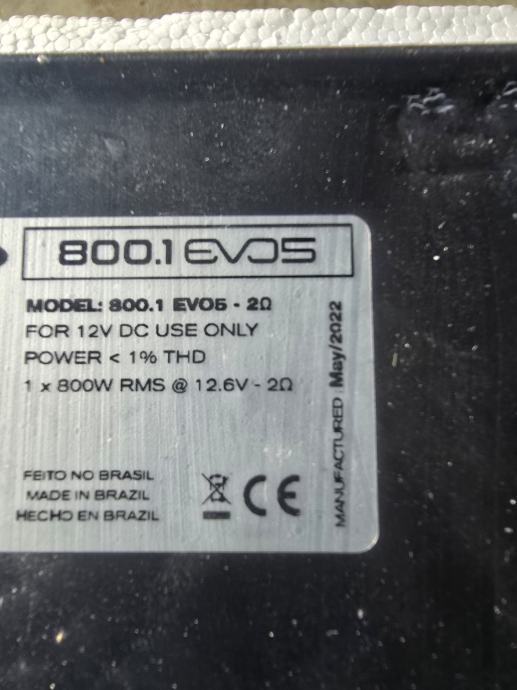 800.1 EVO5
MODEL: 800.1 EVO5 - 2Ω
FOR 12V DC USE ONLY
POWER < 1% THD
1 x 800W RMS @ 12.6V - 2Ω
FEITO NO BRASIL
MADE IN BRAZIL
HECHO EN BRAZIL
CE
MANUFACTURED: May/2022